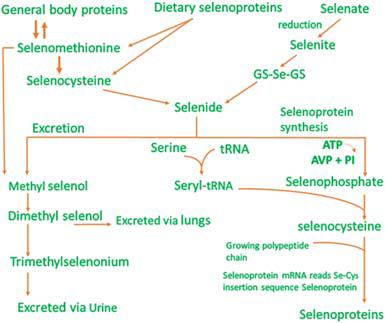 General body proteins
Dietary selenoproteins
Selenate
reduction
Selenomethionine
Selenite
Selenocysteine
GS-Se-GS
Selenide
Excretion
Selenoprotein
synthesis
Serine
tRNA
ATP
AVP + PI
Methyl selenol
Seryl-tRNA
Selenophosphate
Dimethyl selenol
Excreted via lungs
selenocysteine
Growing polypeptide
chain
Trimethylselenonium
Selenoprotein mRNA reads Se-Cys
insertion sequence Selenoprotein
Excreted via Urine
Selenoproteins